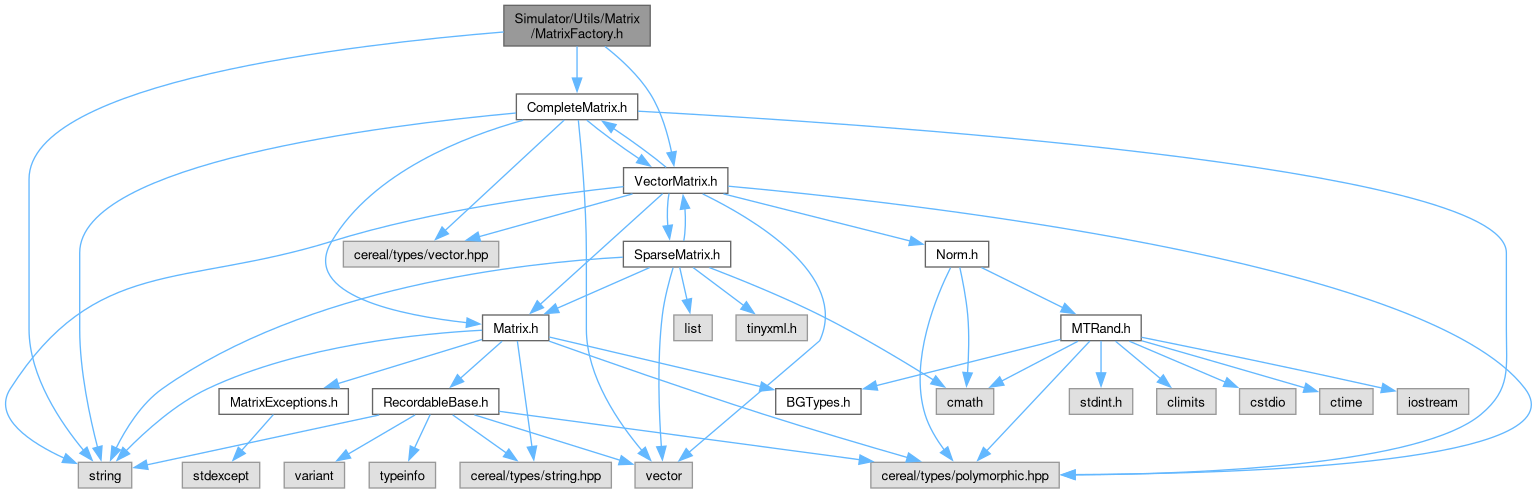 Simulator/Utils/Matrix
/MatrixFactory.h
CompleteMatrix.h
VectorMatrix.h
cereal/types/vector.hpp
SparseMatrix.h
Norm.h
Matrix.h
list
tinyxml.h
MTRand.h
MatrixExceptions.h
RecordableBase.h
BGTypes.h
cmath
stdint.h
climits
cstdio
ctime
iostream
string
stdexcept
variant
typeinfo
cereal/types/string.hpp
vector
cereal/types/polymorphic.hpp